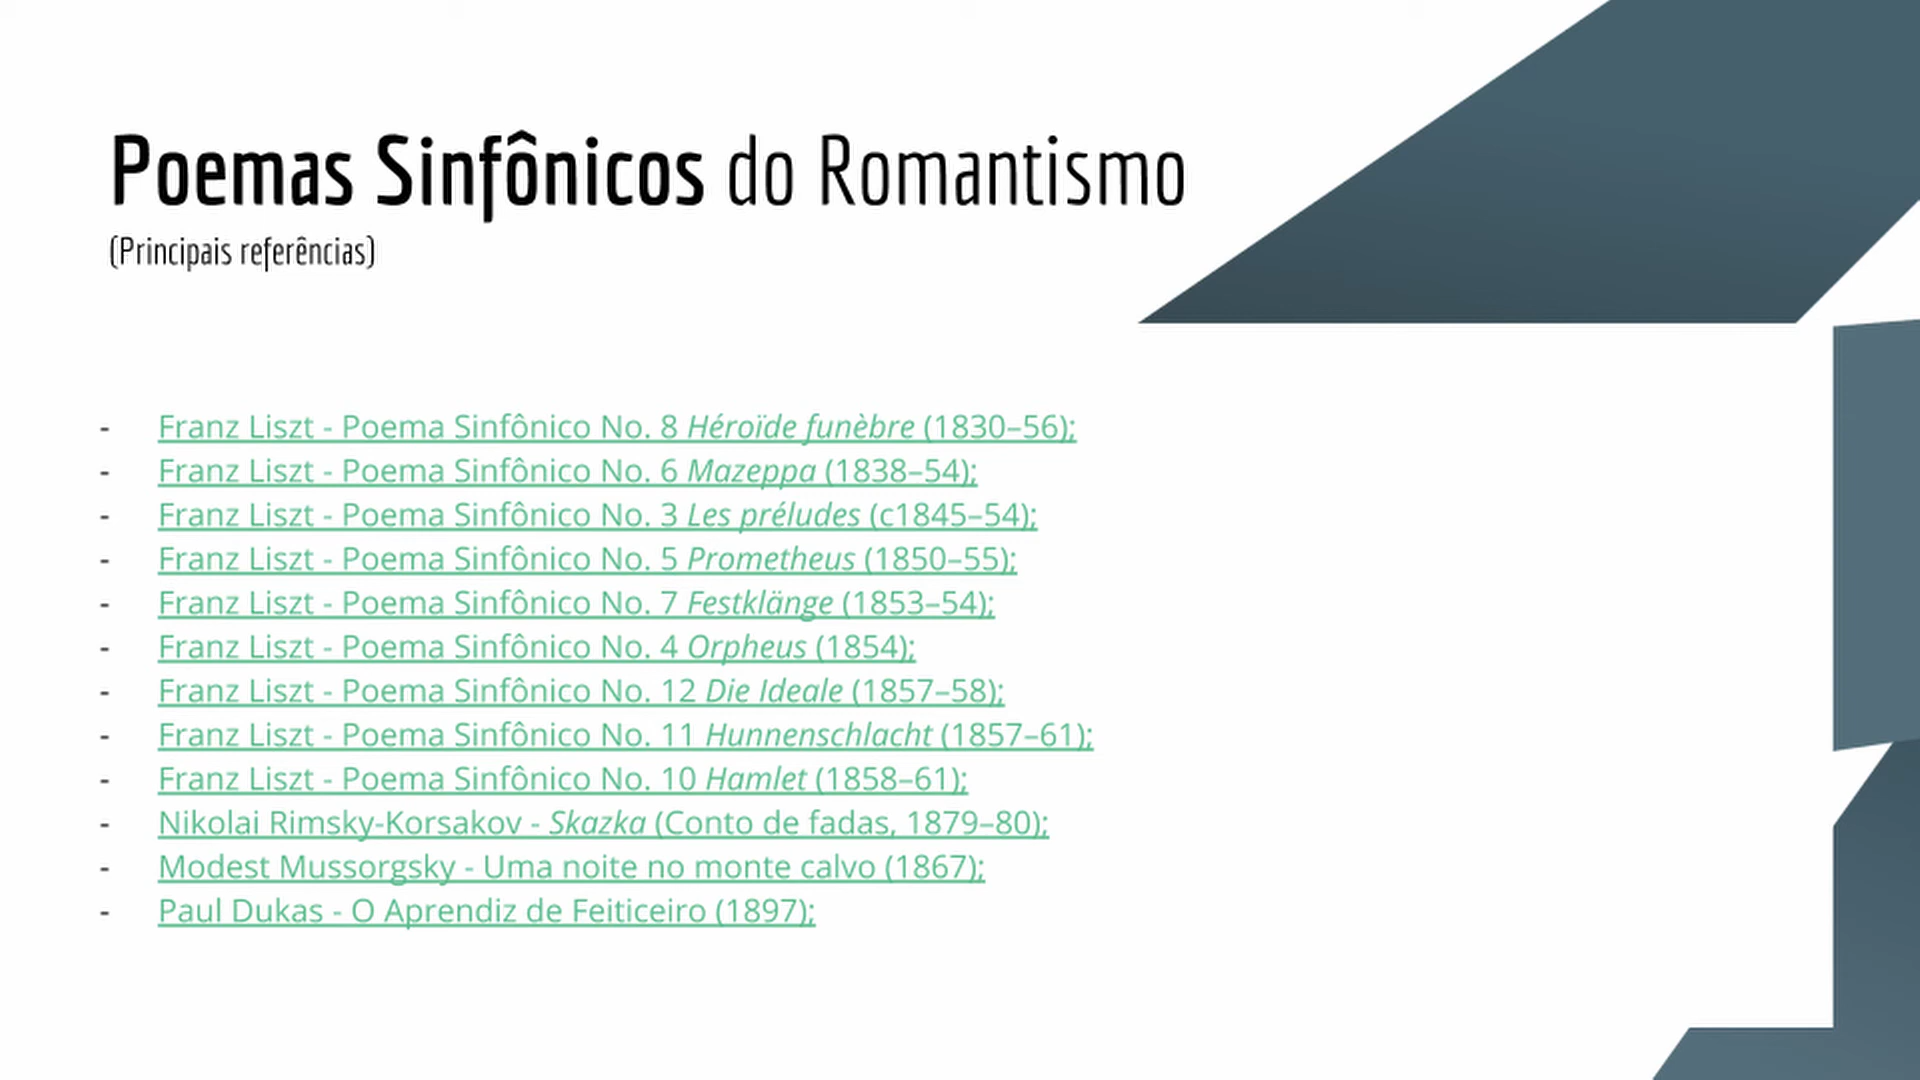 Poemas Sinfônicos do Romantismo
(Principais referências)
- Franz Liszt - Poema Sinfônico No. 8 Héroïde funèbre (1830–56);
- Franz Liszt - Poema Sinfônico No. 6 Mazeppa (1838–54);
- Franz Liszt - Poema Sinfônico No. 3 Les préludes (c1845–54);
- Franz Liszt - Poema Sinfônico No. 5 Prometheus (1850–55);
- Franz Liszt - Poema Sinfônico No. 7 Festklänge (1853–54);
- Franz Liszt - Poema Sinfônico No. 4 Orpheus (1854);
- Franz Liszt - Poema Sinfônico No. 12 Die Ideale (1857–58);
- Franz Liszt - Poema Sinfônico No. 11 Hunnenschlacht (1857–61);
- Franz Liszt - Poema Sinfônico No. 10 Hamlet (1858–61);
- Nikolai Rimsky-Korsakov - Skazka (Conto de fadas, 1879–80);
- Modest Mussorgsky - Uma noite no monte calvo (1867);
- Paul Dukas - O Aprendiz de Feiticeiro (1897);